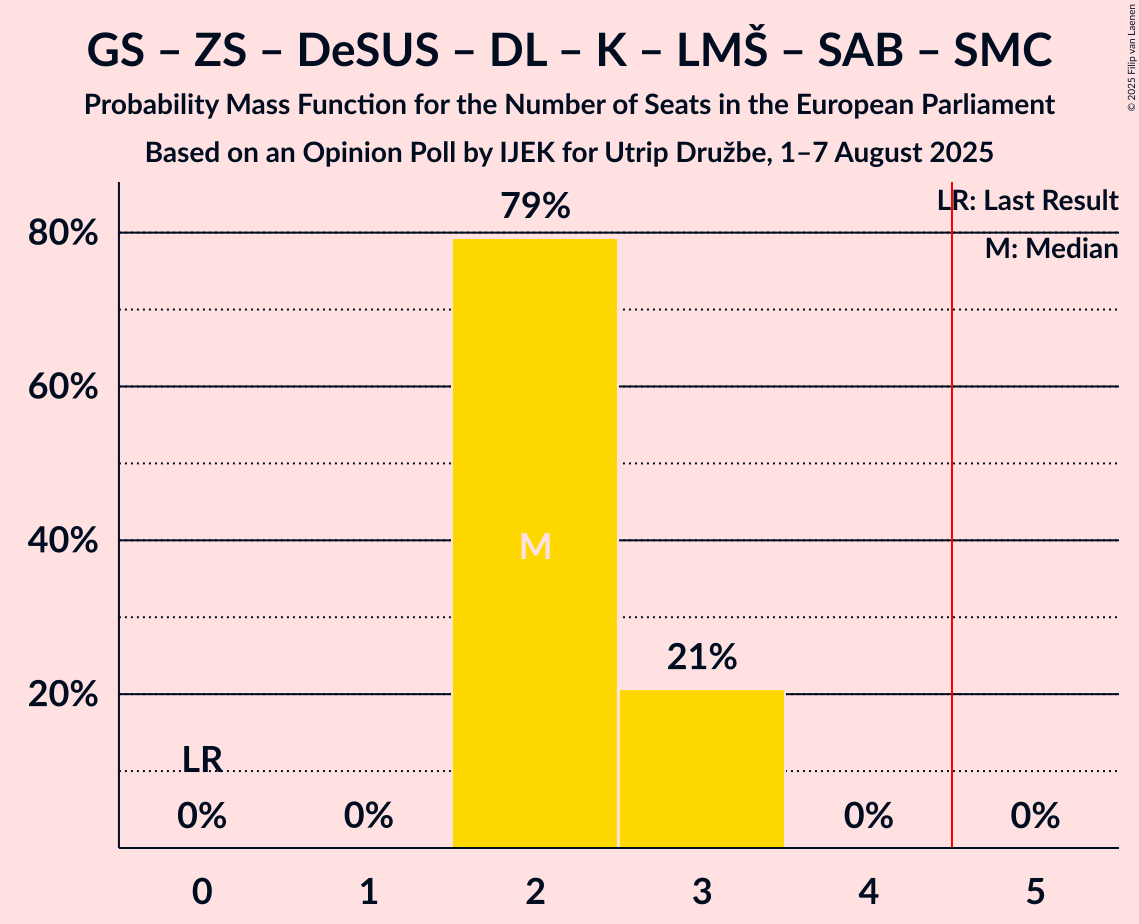 GS – ZS – DeSUS – DL – K – LMŠ – SAB – SMC
Probability Mass Function for the Number of Seats in the European Parliament
Based on an Opinion Poll by IJEK for Utrip Družbe, 1–7 August 2025
© 2025 Filip van Laenen
LR: Last Result
M: Median
79%
80%
60%
40%
M
21%
20%
LR
0%
0%
0%
0%
0
1
2
3
4
5